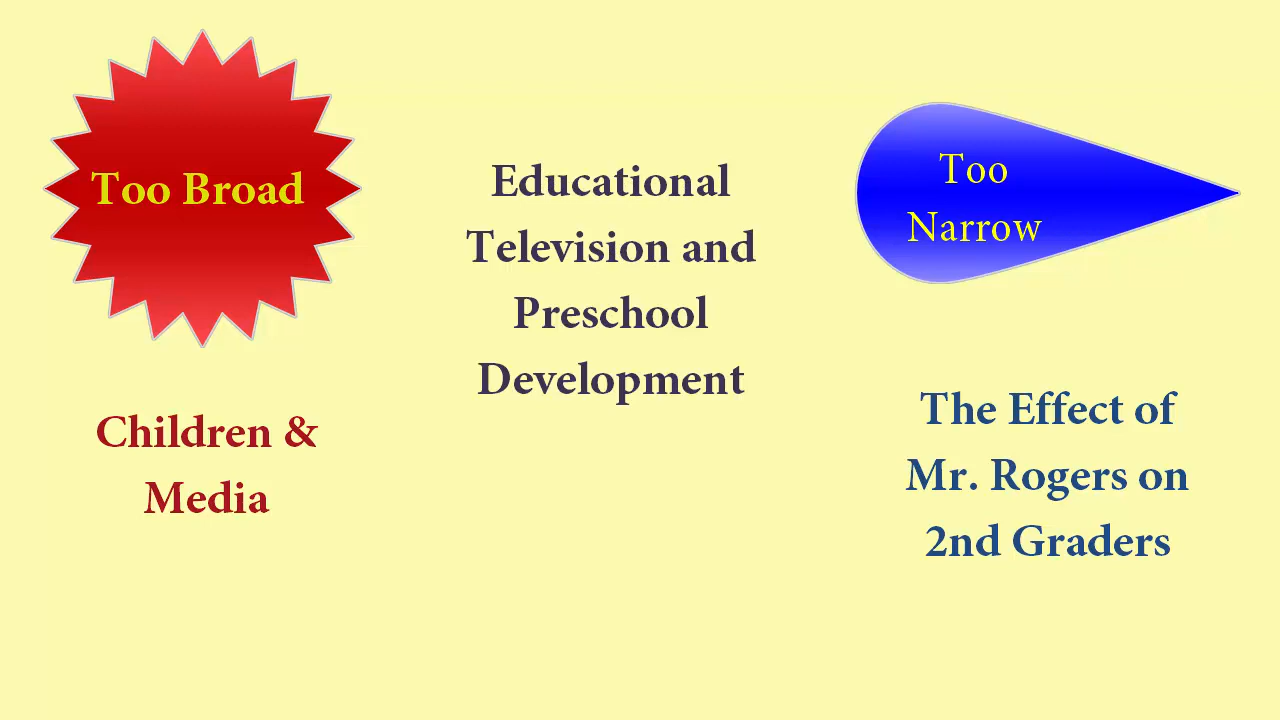 Too Broad
Children &
Media
Educational
Television and
Preschool
Development
Too
Narrow
The Effect of
Mr. Rogers on
2nd Graders